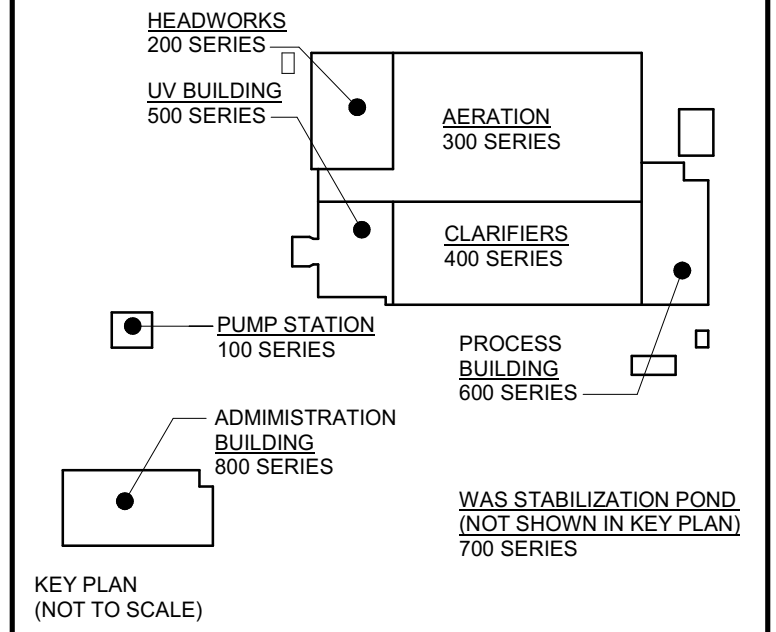 HEADWORKS
200 SERIES
UV BUILDING
500 SERIES
AERATION
300 SERIES
CLARIFIERS
400 SERIES
PUMP STATION
100 SERIES
PROCESS
BUILDING
600 SERIES
ADMIMISTRATION
BUILDING
800 SERIES
WAS STABILIZATION POND
(NOT SHOWN IN KEY PLAN)
700 SERIES
KEY PLAN
(NOT TO SCALE)